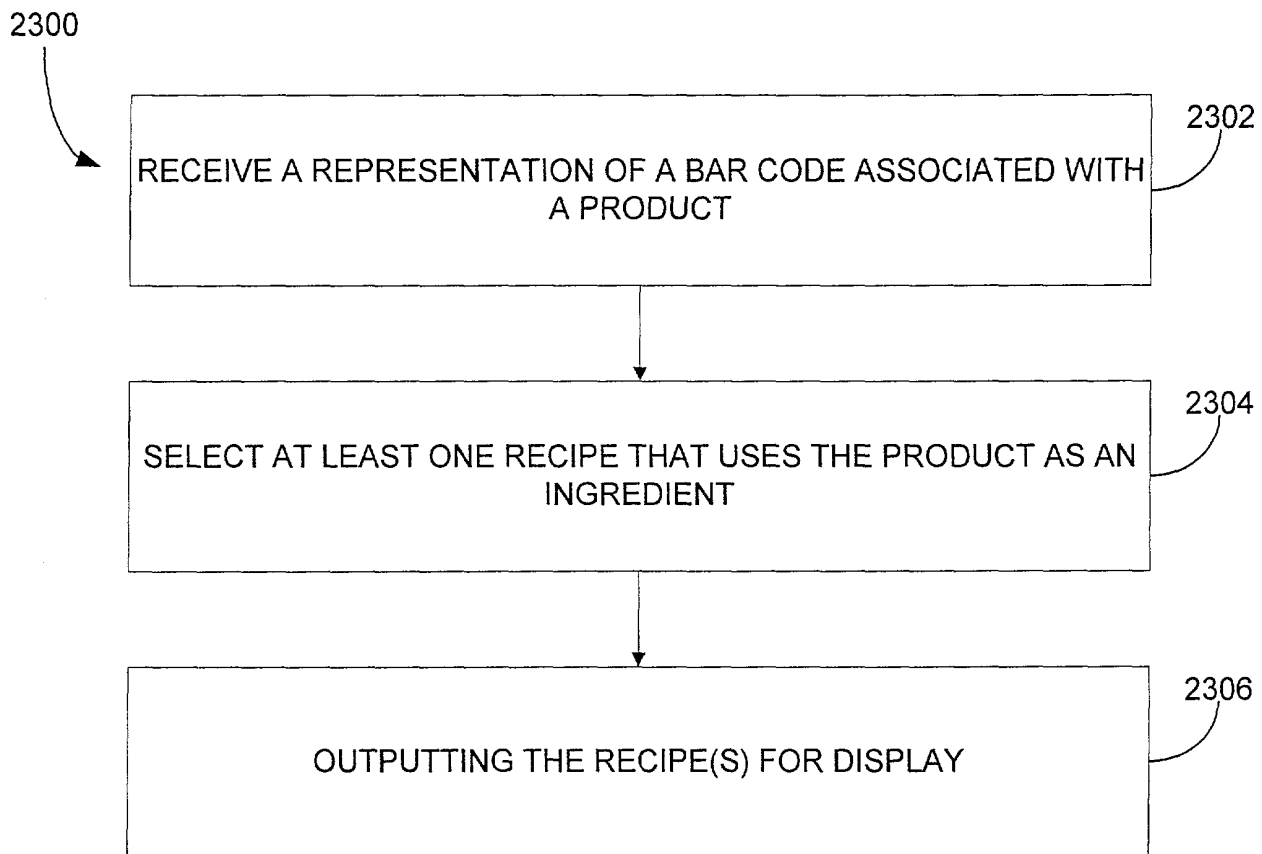 2300
2302
RECEIVE A REPRESENTATION OF A BAR CODE ASSOCIATED WITH
A PRODUCT
2304
SELECT AT LEAST ONE RECIPE THAT USES THE PRODUCT AS AN
INGREDIENT
2306
OUTPUTTING THE RECIPE(S) FOR DISPLAY